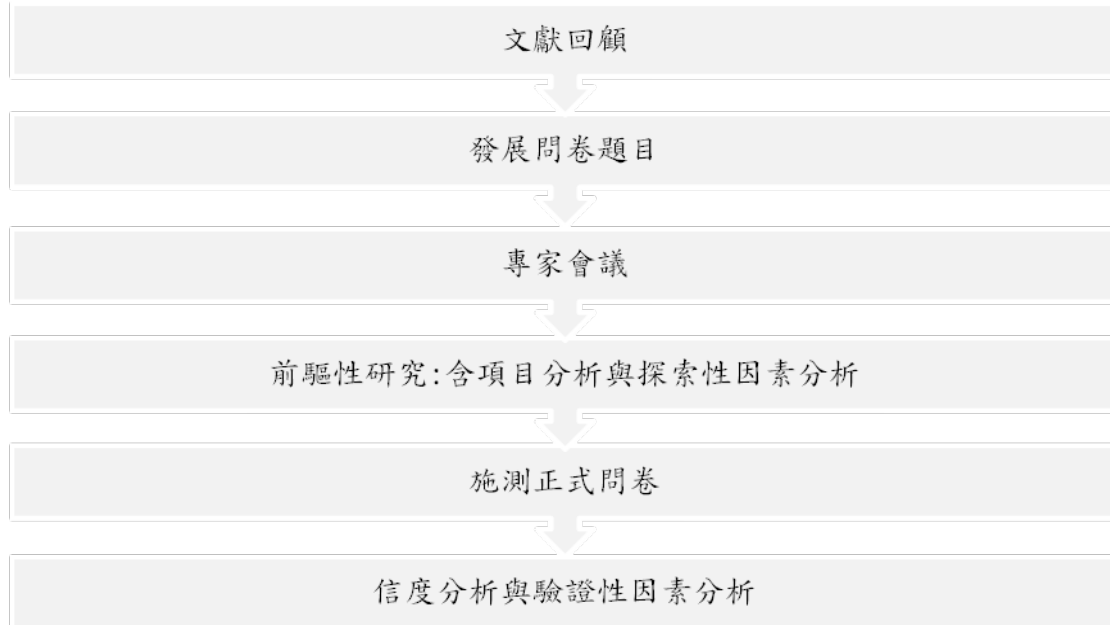 文獻回顧
發展問卷題目
專家會議
前驅性研究:含項目分析與探索性因素分析
施測正式問卷
信度分析與驗證性因素分析